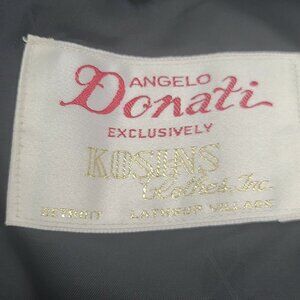 ANGELO
Donati
EXCLUSIVELY
KOSINS
Clothes, Inc.
DETROIT LATHRUP VILLAGE